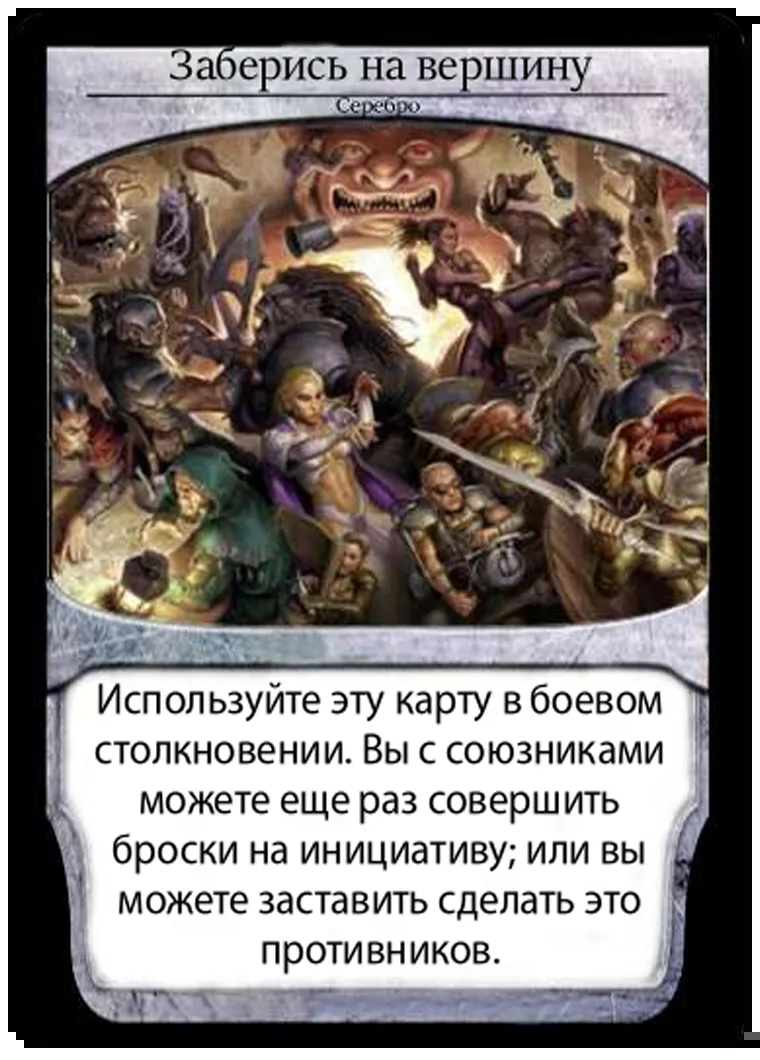 Заберись на вершину
Серебро
Используйте эту карту в боевом
столкновении. Вы с союзниками
можете еще раз совершить
броски на инициативу; или вы
можете заставить сделать это
противников.